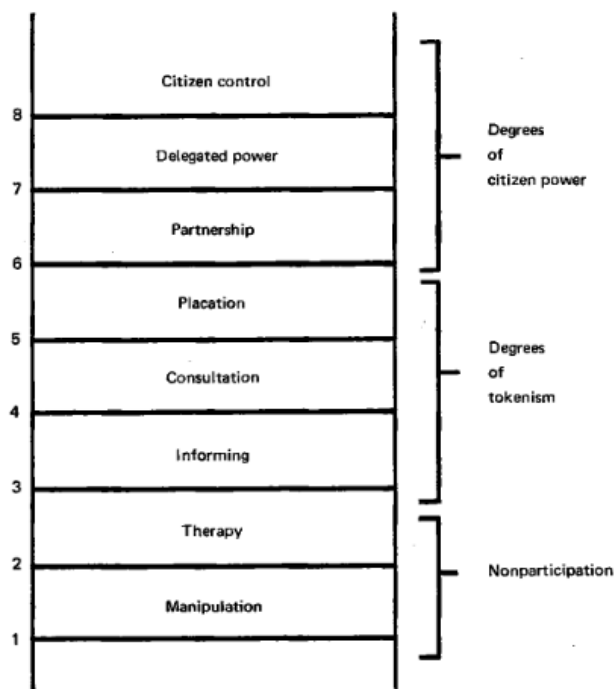 Citizen control
8
Delegated power
7
Partnership
6
Placation
5
Consultation
4
Informing
3
Therapy
2
Manipulation
1
Degrees
of
citizen power
Degrees
of
tokenism
Nonparticipation